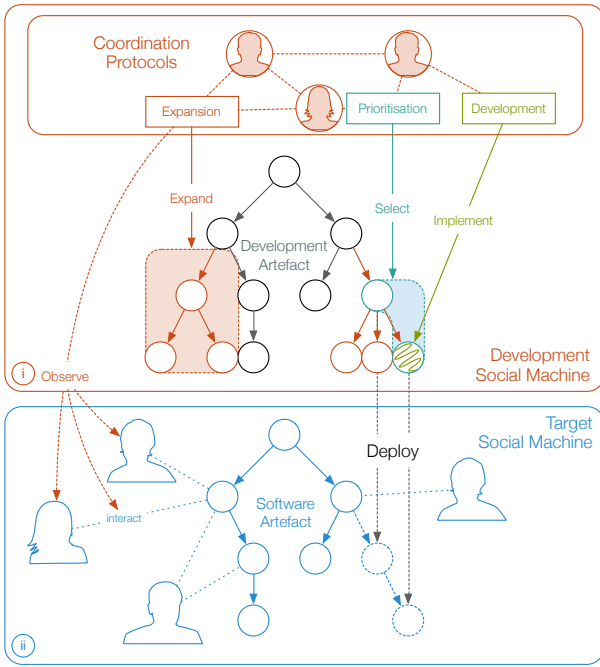 Coordination
Protocols
Expansion
Prioritisation
Development
Expand
Select
Implement
Development
Artefact
i
Observe
Development
Social Machine
Target
Social Machine
Deploy
interact
Software
Artefact
ii